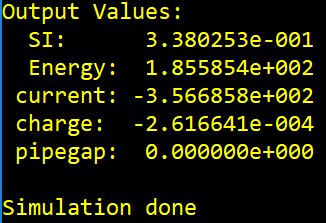 Output Values:
SI: 3.380253e-001
Energy: 1.855854e+002
current: -3.566858e+002
charge: -2.616641e-004
pipegap: 0.000000e+000
Simulation done